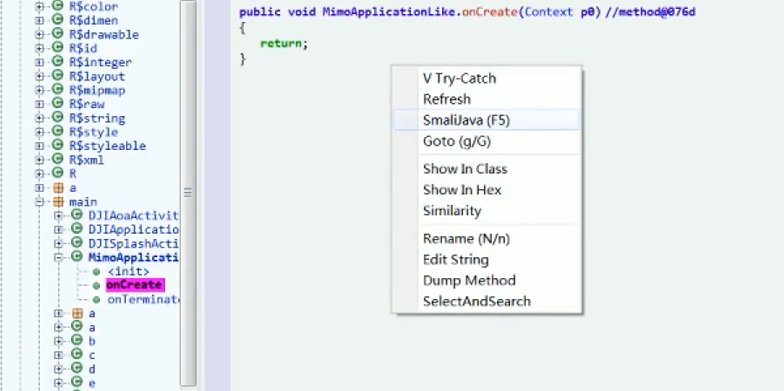 R$color
R$dimen
R$drawable
R$id
R$integer
R$layout
R$mipmap
R$raw
R$string
R$style
R$styleable
R$xml
R
a
main
DJIAoaActivit
DJIApplicatio
DJISplashActi
MimoApplicati
<init>
onCreate
onTerminat
a
a
b
c
d
e
public void MimoApplicationLike.onCreate(Context p0) //method@076d
{
return;
}
V Try-Catch
Refresh
SmaliJava (F5)
Goto (g/G)
Show In Class
Show In Hex
Similarity
Rename (N/n)
Edit String
Dump Method
SelectAndSearch